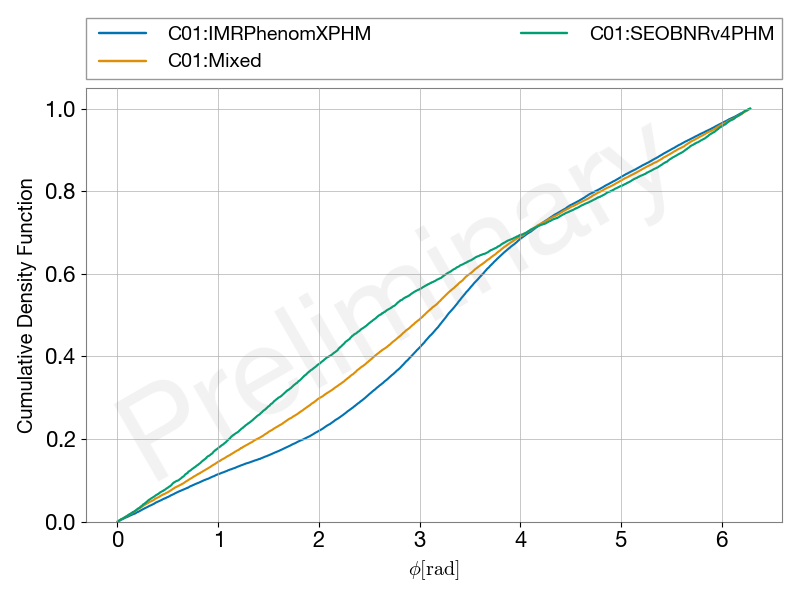 C01:IMRPhenomXPHM
C01:Mixed
C01:SEOBNRv4PHM
Cumulative Density Function
1.0
0.8
0.6
0.4
0.2
0.0
Preliminary
0 1 2 3 4 5 6
ϕ[rad]